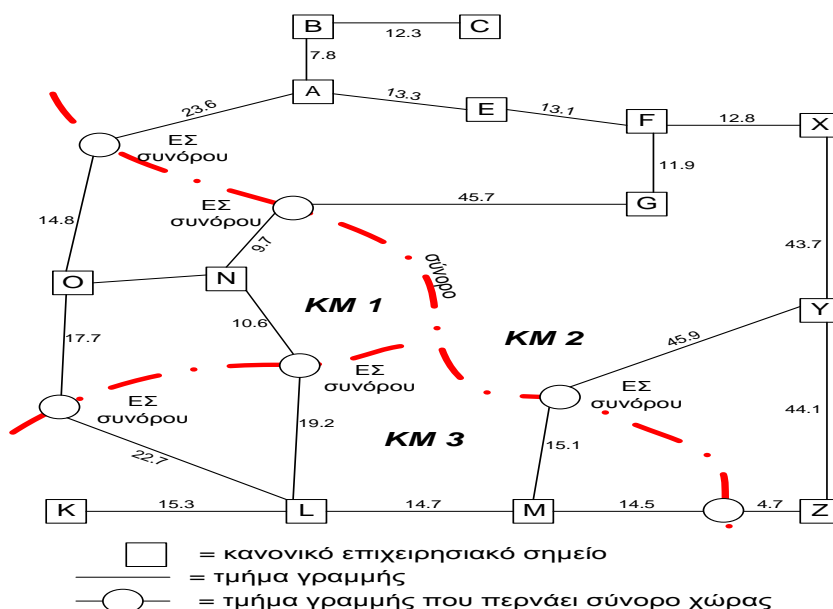 B
12.3
C
7.8
A
23.6
13.3
E
13.1
F
12.8
X
ΕΣ
συνόρου
11.9
14.8
ΕΣ
συνόρου
45.7
G
9.7
σύνορο
43.7
O
N
KM 1
17.7
10.6
KM 2
45.9
Y
ΕΣ
συνόρου
ΕΣ
συνόρου
ΕΣ
συνόρου
19.2
KM 3
44.1
22.7
15.1
K
15.3
L
14.7
M
14.5
4.7
Z
= κανονικό επιχειρησιακό σημείο
= τμήμα γραμμής
= τμήμα γραμμής που περνάει σύνορο χώρας